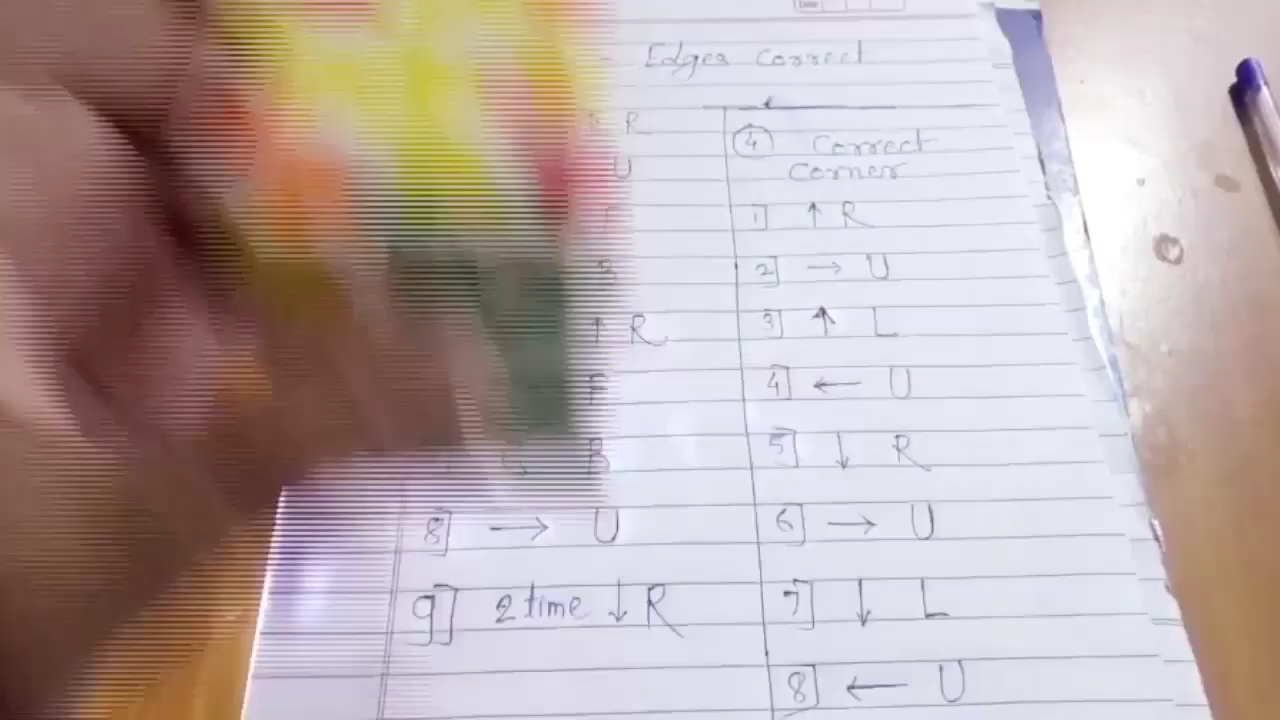 Edges Correct
↑ R
U
B
↑ R
F
B
8] → U
9] 2 time ↓ R
④ Correct
Corner
1] ↑ R
2] → U
3] ↑ L
4] ← U
5] ↓ R
6] → U
7] ↓ L
8] ← U